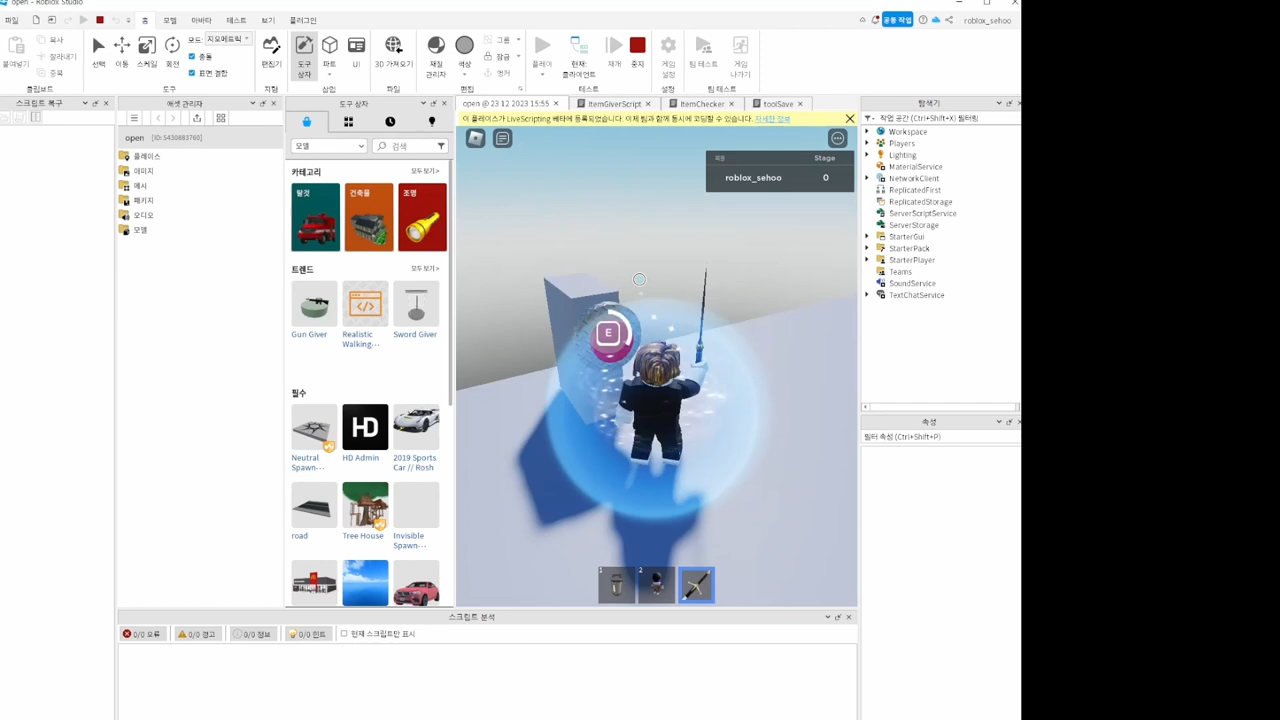 open - Roblox Studio
파일
홈
모델
아바타
테스트
보기
플러그인
공동 작업
roblox_sehoo
붙여넣기
복사
잘라내기
중복
클립보드
선택
이동
스케일
회전
모드: 지오메트릭
충돌
표면 결합
도구
편집기
지형
도구
상자
파트
UI
삽입
3D 가져오기
파일
재질
관리자
색상
그룹
잠금
앵커
편집
플레이
현재:
클라이언트
재개
중지
테스트
게임
설정
설정
팀 테스트
게임
나가기
팀 테스트
스크립트 복구
애셋 관리자
도구 상자
open @ 23 12 2023 15:55
ItemGiverScript
ItemChecker
toolSave
탐색기
이 플레이스가 LiveScripting 베타에 등록되었습니다. 이제 팀과 함께 동시에 코딩할 수 있습니다. 자세한 정보
작업 공간 (Ctrl+Shift+X) 필터링
open [ID:5430883760]
플레이스
이미지
메시
패키지
오디오
모델
모델
검색
카테고리
모두 보기>
탈것
건축물
조명
트렌드
모두 보기>
Gun Giver
Realistic
Walking...
Sword Giver
필수
HD
Neutral
Spawn...
HD Admin
2019 Sports
Car // Rosh
road
Tree House
Invisible
Spawn...
Stage
roblox_sehoo
0
E
1
2
Workspace
Players
Lighting
MaterialService
NetworkClient
ReplicatedFirst
ReplicatedStorage
ServerScriptService
ServerStorage
StarterGui
StarterPack
StarterPlayer
Teams
SoundService
TextChatService
속성
필터 속성 (Ctrl+Shift+P)
스크립트 분석
0/0 오류
0/0 경고
0/0 정보
0/0 힌트
현재 스크립트만 표시